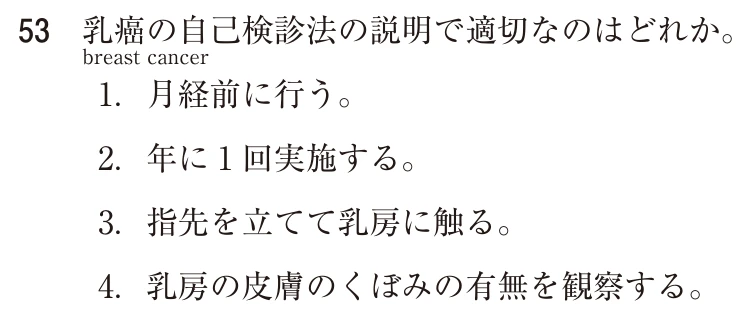 53 乳癌の自己検診法の説明で適切なのはどれか。
breast cancer
1. 月経前に行う。
2. 年に1回実施する。
3. 指先を立てて乳房に触る。
4. 乳房の皮膚のくぼみの有無を観察する。